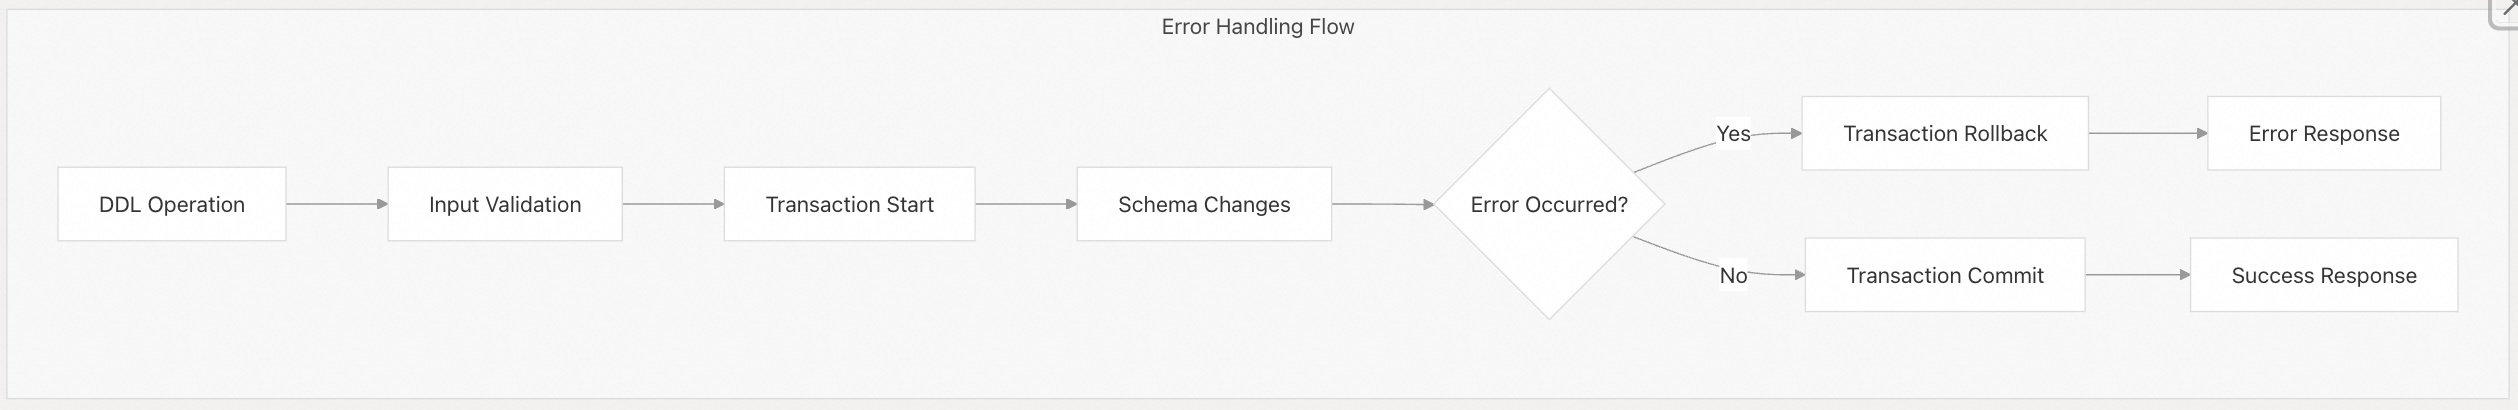 Error Handling Flow
DDL Operation
Input Validation
Transaction Start
Schema Changes
Error Occurred?
Yes
Transaction Rollback
Error Response
No
Transaction Commit
Success Response